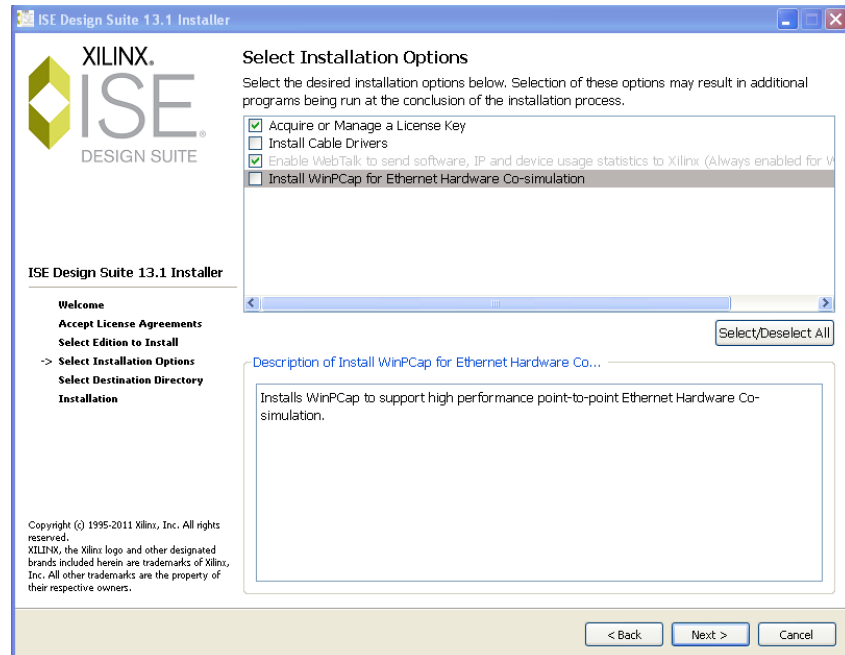 ISE Design Suite 13.1 Installer
XILINX.
ISE
DESIGN SUITE
ISE Design Suite 13.1 Installer
Welcome
Accept License Agreements
Select Edition to Install
-> Select Installation Options
Select Destination Directory
Installation
Copyright (c) 1995-2011 Xilinx, Inc. All rights
reserved.
XILINX, the Xilinx logo and other designated
brands included herein are trademarks of Xilinx,
Inc. All other trademarks are the property of
their respective owners.
Select Installation Options
Select the desired installation options below. Selection of these options may result in additional
programs being run at the conclusion of the installation process.
Acquire or Manage a License Key
Install Cable Drivers
Enable WebTalk to send software, IP and device usage statistics to Xilinx (Always enabled for
Install WinPCap for Ethernet Hardware Co-simulation
Select/Deselect All
Description of Install WinPCap for Ethernet Hardware Co...
Installs WinPCap to support high performance point-to-point Ethernet Hardware Co-
simulation.
< Back
Next >
Cancel